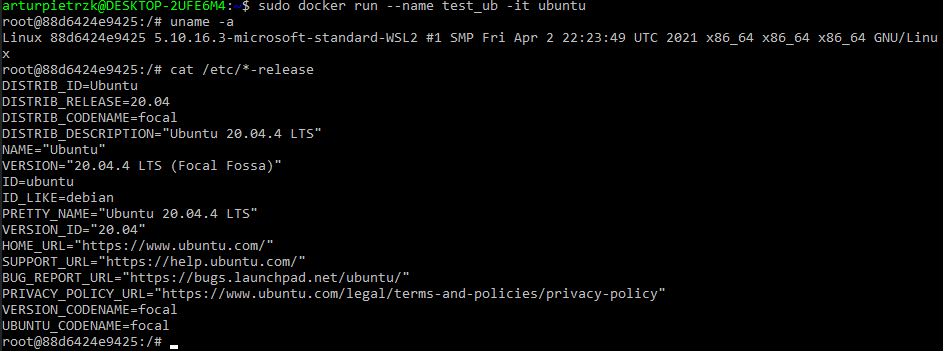 arturpietrzk@DESKTOP-2UFE6M4:~$ sudo docker run --name test_ub -it ubuntu
root@88d6424e9425:/# uname -a
Linux 88d6424e9425 5.10.16.3-microsoft-standard-WSL2 #1 SMP Fri Apr 2 22:23:49 UTC 2021 x86_64 x86_64 x86_64 GNU/Linu
x
root@88d6424e9425:/# cat /etc/*-release
DISTRIB_ID=Ubuntu
DISTRIB_RELEASE=20.04
DISTRIB_CODENAME=focal
DISTRIB_DESCRIPTION="Ubuntu 20.04.4 LTS"
NAME="Ubuntu"
VERSION="20.04.4 LTS (Focal Fossa)"
ID=ubuntu
ID_LIKE=debian
PRETTY_NAME="Ubuntu 20.04.4 LTS"
VERSION_ID="20.04"
HOME_URL="https://www.ubuntu.com/"
SUPPORT_URL="https://help.ubuntu.com/"
BUG_REPORT_URL="https://bugs.launchpad.net/ubuntu/"
PRIVACY_POLICY_URL="https://www.ubuntu.com/legal/terms-and-policies/privacy-policy"
VERSION_CODENAME=focal
UBUNTU_CODENAME=focal
root@88d6424e9425:/#